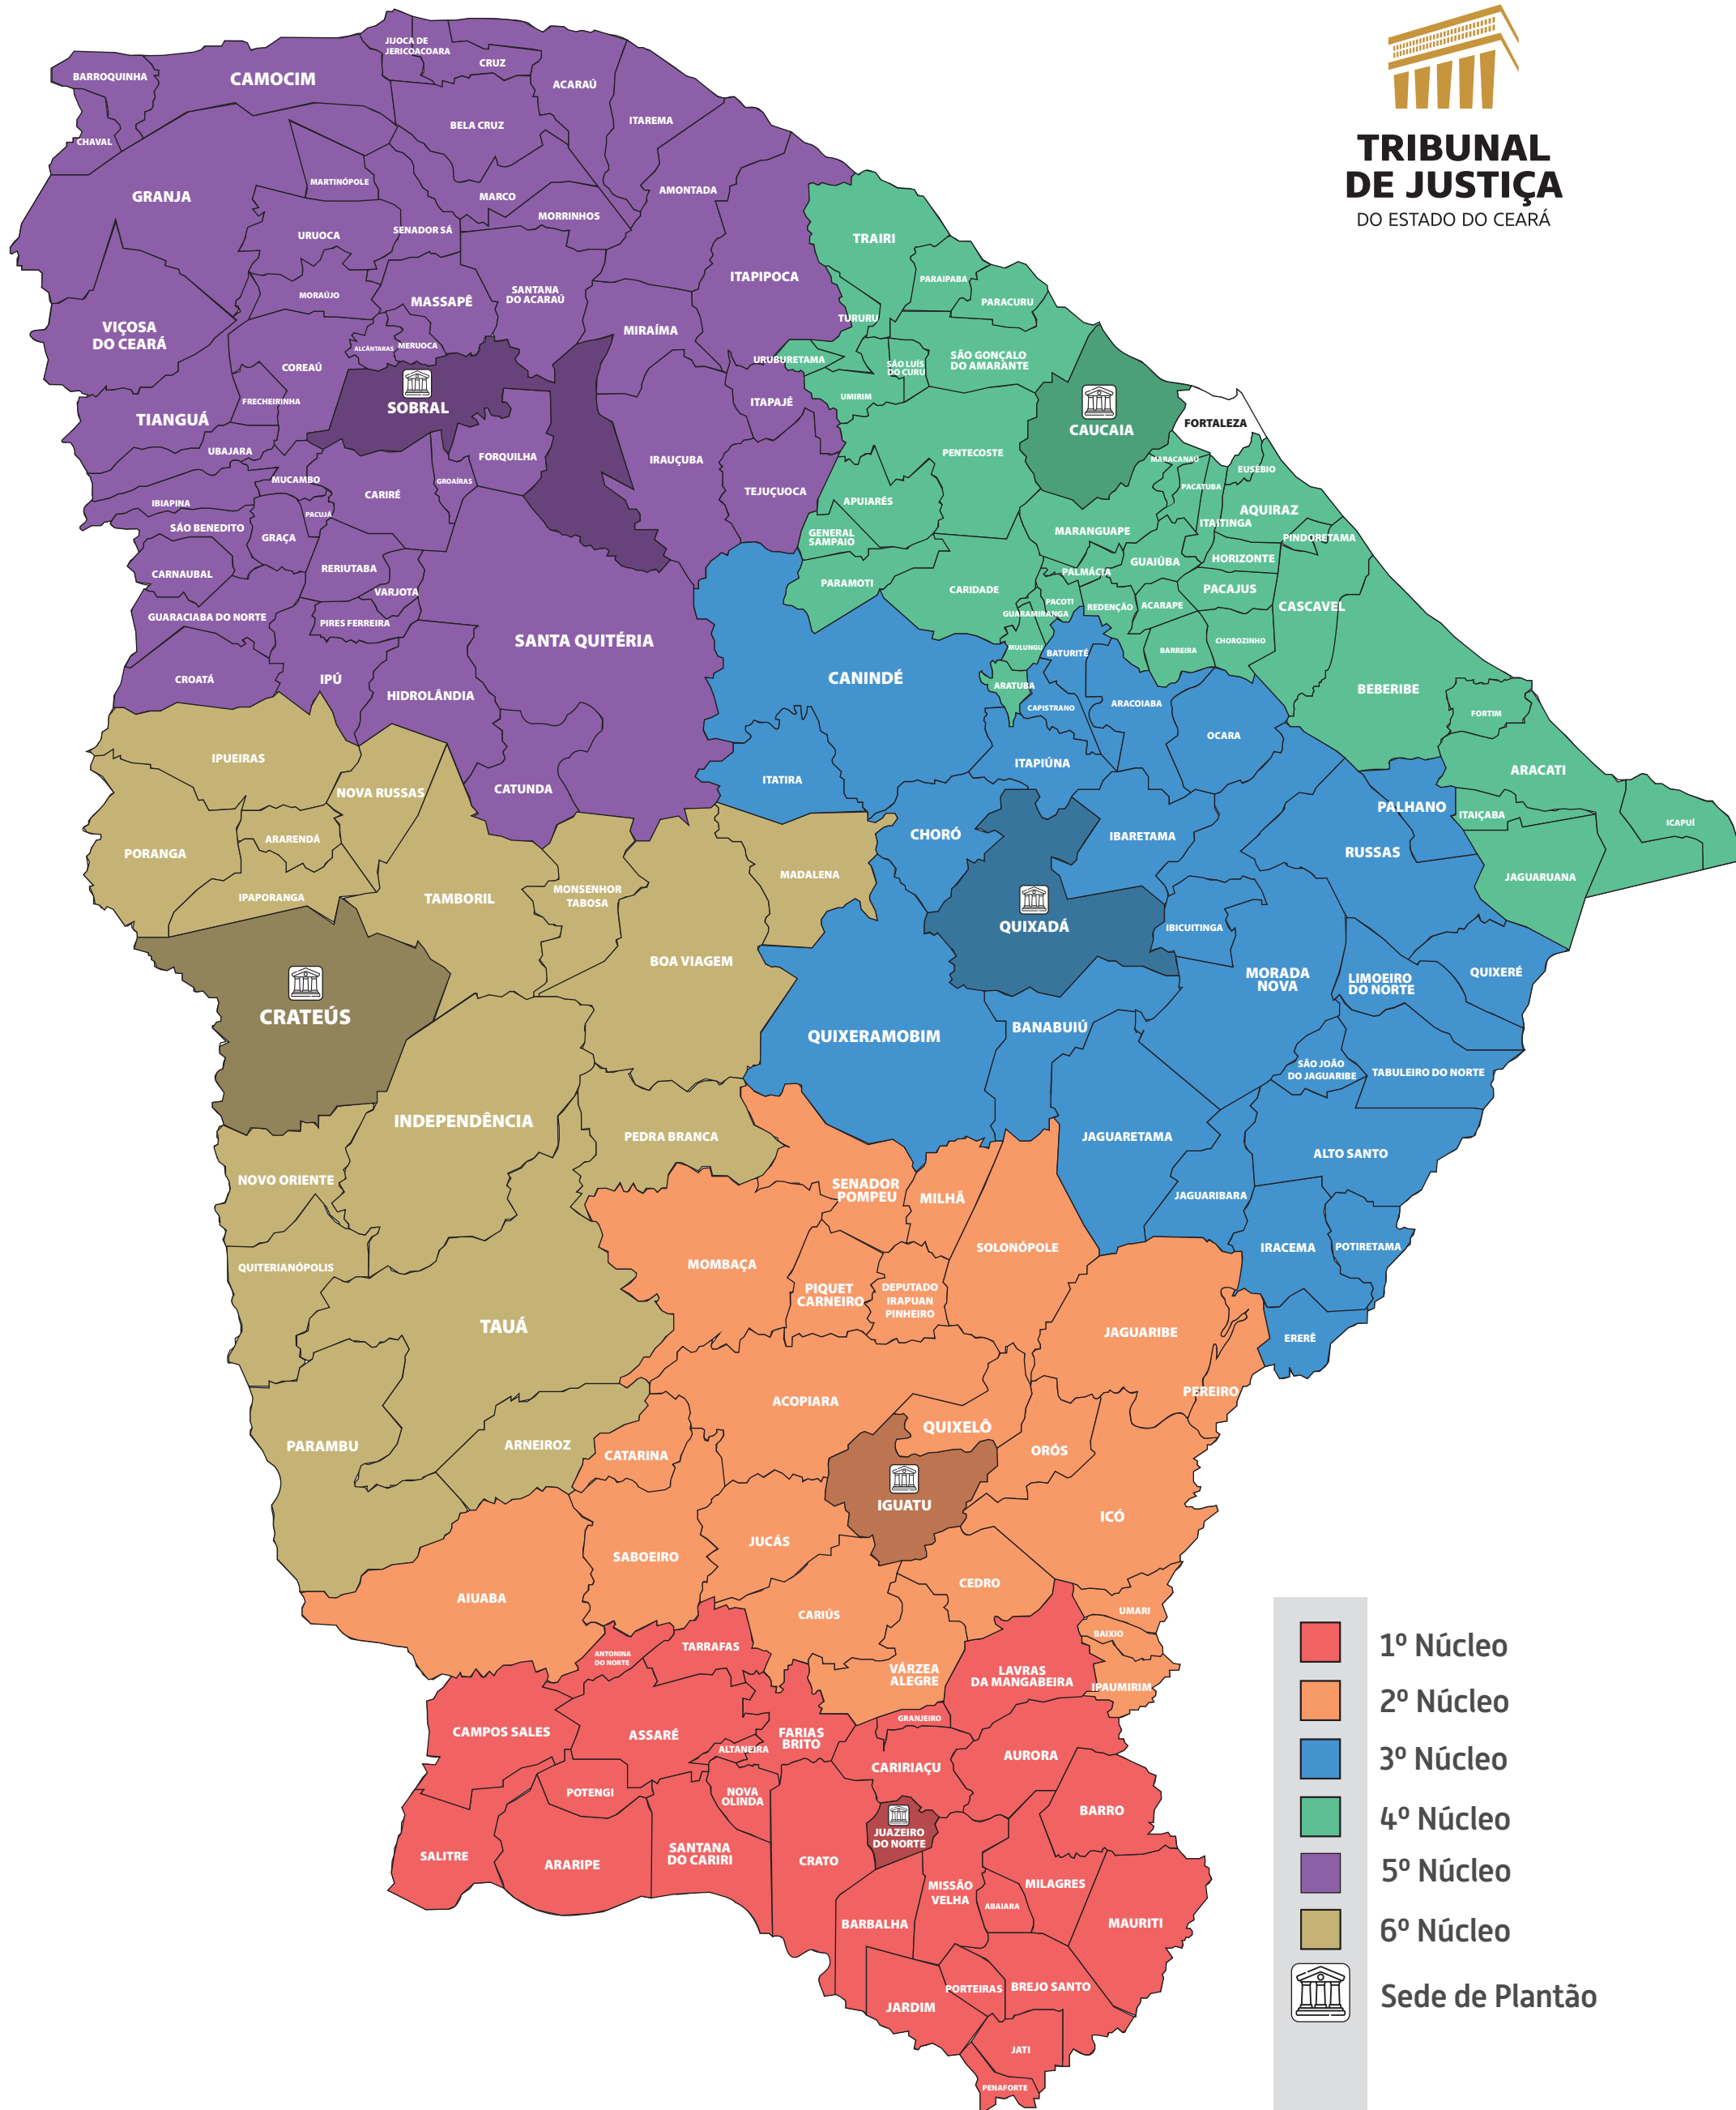 TRIBUNAL
DE JUSTIÇA
DO ESTADO DO CEARÁ
JIJOCA DE
JERICOACOARA
CRUZ
BARROQUINHA
CAMOCIM
ACARAÚ
ITAREMA
BELA CRUZ
CHAVAL
MARTINÓPOLE
AMONTADA
GRANJA
MARCO
MORRINHOS
URUOCA
SENADOR SÁ
TRAIRI
ITAPIPOCA
PARAIPABA
MORAÚJO
MASSAPÊ
SANTANA
DO ACARAÚ
PARACURU
TURURU
VIÇOSA
DO CEARÁ
MIRAÍMA
ALCÂNTARAS
MERUOCA
URUBURETAMA
SÃO LUÍS
DO CURU
SÃO GONÇALO
DO AMARANTE
COREAÚ
FRECHEIRINHA
SOBRAL
ITAPAJÉ
UMIRIM
CAUCAIA
FORTALEZA
TIANGUÁ
UBAJARA
FORQUILHA
IRAUÇUBA
PENTECOSTE
MARACANAÚ
EUSÉBIO
MUCAMBO
GROAÍRAS
PACATUBA
CARIRÉ
TEJUÇUOCA
IBIAPINA
APUIARÉS
AQUIRAZ
PACUJÁ
SÃO BENEDITO
GRAÇA
GENERAL
SAMPAIO
MARANGUAPE
ITAITINGA
PINDORETAMA
HORIZONTE
GUAIÚBA
CARNAUBAL
RERIUTABA
PALMÁCIA
PARAMOTI
CARIDADE
VARJOTA
PACAJUS
PACOTI
REDENÇÃO
ACARAPE
CASCAVEL
GUARAMIRANGA
GUARACIABA DO NORTE
PIRES FERREIRA
SANTA QUITÉRIA
MULUNGU
BATURITÉ
BARREIRA
CHOROZINHO
CROATÁ
IPÚ
HIDROLÂNDIA
CANINDÉ
ARATUBA
CAPISTRANO
ARACOIABA
BEBERIBE
FORTIM
OCARA
IPUEIRAS
ITAPIÚNA
ARACATI
ITATIRA
CATUNDA
NOVA RUSSAS
PALHANO
ITAIÇABA
ICAPUÍ
ARARENDÁ
CHORÓ
IBARETAMA
PORANGA
RUSSAS
MADALENA
JAGUARUANA
IPAPORANGA
TAMBORIL
MONSENHOR
TABOSA
QUIXADÁ
IBICUITINGA
BOA VIAGEM
MORADA
NOVA
LIMOEIRO
DO NORTE
QUIXERÉ
CRATEÚS
QUIXERAMOBIM
BANABUIÚ
SÃO JOÃO
DO JAGUARIBE
TABULEIRO DO NORTE
INDEPENDÊNCIA
PEDRA BRANCA
JAGUARETAMA
ALTO SANTO
NOVO ORIENTE
SENADOR
POMPEU
MILHÃ
JAGUARIBARA
SOLONÓPOLE
IRACEMA
POTIRETAMA
QUITERIANÓPOLIS
MOMBAÇA
PIQUET
CARNEIRO
DEPUTADO
IRAPUAN
PINHEIRO
TAUÁ
JAGUARIBE
ERERÊ
PEREIRO
ACOPIARA
QUIXELÔ
PARAMBU
ARNEIROZ
CATARINA
ORÓS
IGUATU
ICÓ
JUCÁS
SABOEIRO
CEDRO
AIUABA
CARIÚS
UMARI
BAIXIO
ANTONINA
DO NORTE
TARRAFAS
VÁRZEA
ALEGRE
LAVRAS
DA MANGABEIRA
IPAUMIRIM
GRANJEIRO
CAMPOS SALES
ASSARÉ
FARIAS
BRITO
ALTANEIRA
AURORA
CARIRIAÇU
POTENGI
NOVA
OLINDA
BARRO
JUAZEIRO
DO NORTE
SALITRE
ARARIPE
SANTANA
DO CARIRI
CRATO
MISSÃO
VELHA
MILAGRES
ABAIARA
BARBALHA
MAURITI
PORTEIRAS
BREJO SANTO
JARDIM
JATI
PENAFORTE
1º Núcleo
2º Núcleo
3º Núcleo
4º Núcleo
5º Núcleo
6º Núcleo
Sede de Plantão